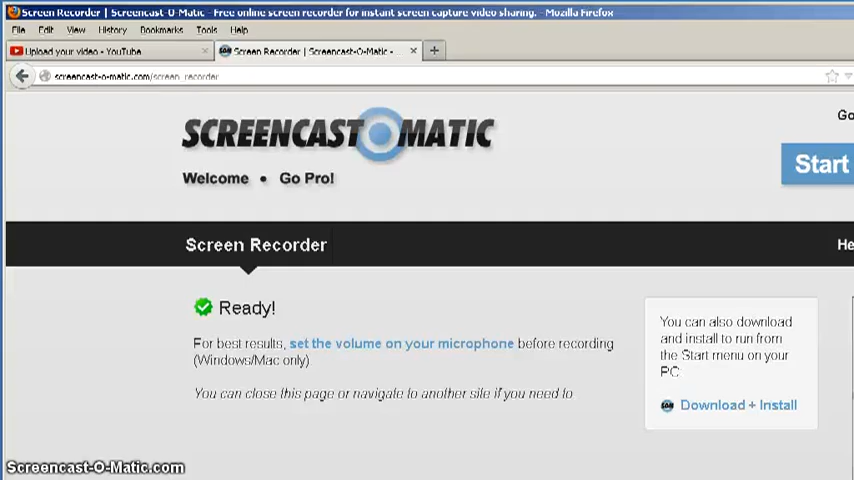 Screen Recorder | Screencast-O-Matic - Free online screen recorder for instant screen capture video sharing. - Mozilla Firefox
File Edit View History Bookmarks Tools Help
Upload your video - YouTube
Screen Recorder | Screencast-O-Matic -
screencast-o-matic.com/screen_recorder
SCREENCAST O MATIC
Go
Start
Welcome • Go Pro!
Screen Recorder
He
Ready!
For best results, set the volume on your microphone before recording
(Windows/Mac only)
You can close this page or navigate to another site if you need to
You can also download
and install to run from
the Start menu on your
PC:
SOM Download + Install
Screencast-O-Matic.com